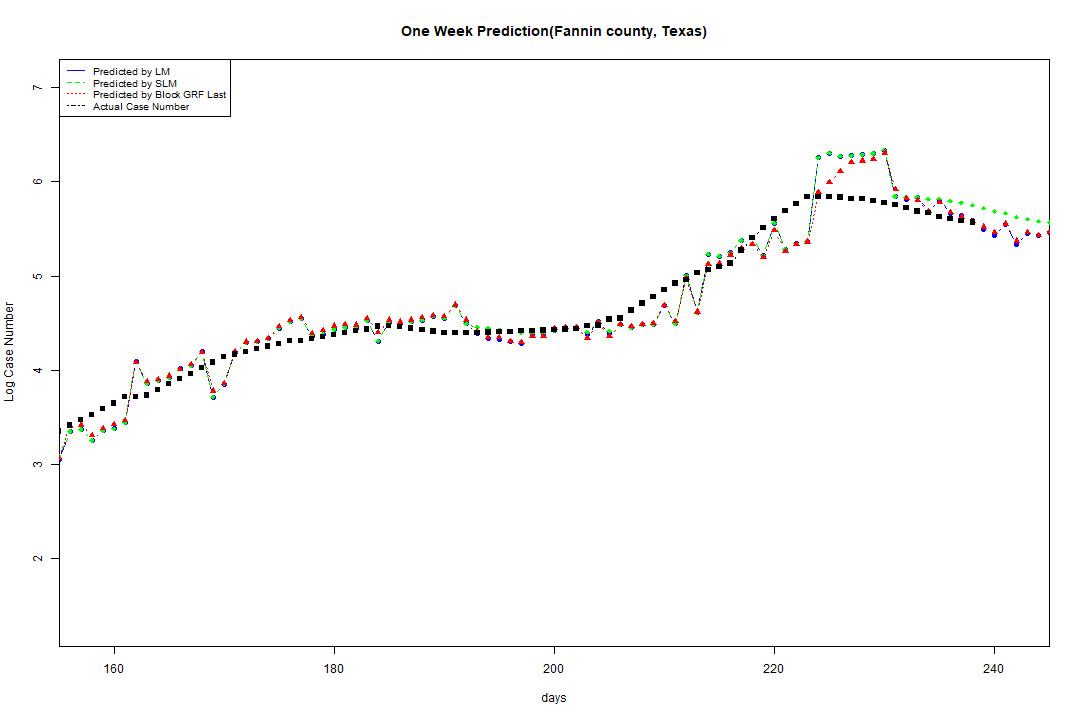 One Week Prediction(Fannin county, Texas)
Predicted by LM
Predicted by SLM
Predicted by Block GRF Last
Actual Case Number
7
6
5
4
3
2
Log Case Number
160 180 200 220 240
days